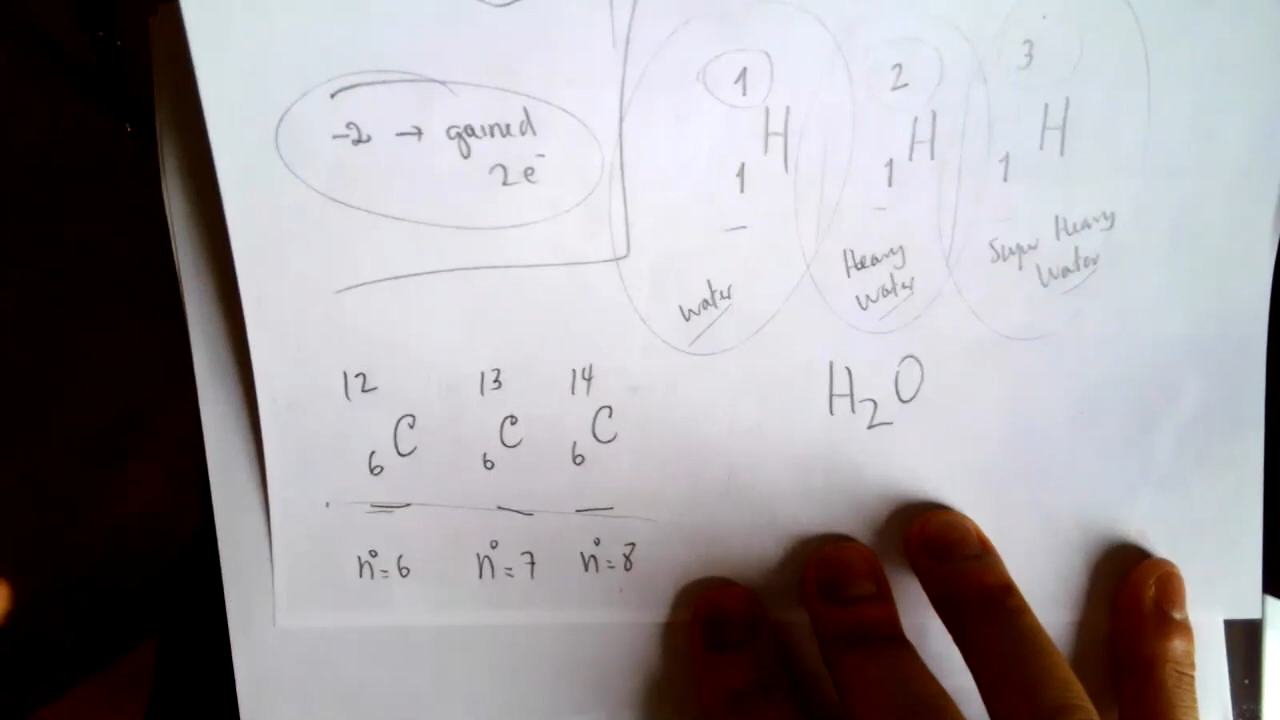 -2 → gained
2e⁻
1
H
1
water
2
H
1
Heavy
water
3
H
1
Super Heavy
water
H₂O
12 13 14
C C C
6 6 6
n°=6 n°=7 n°=8